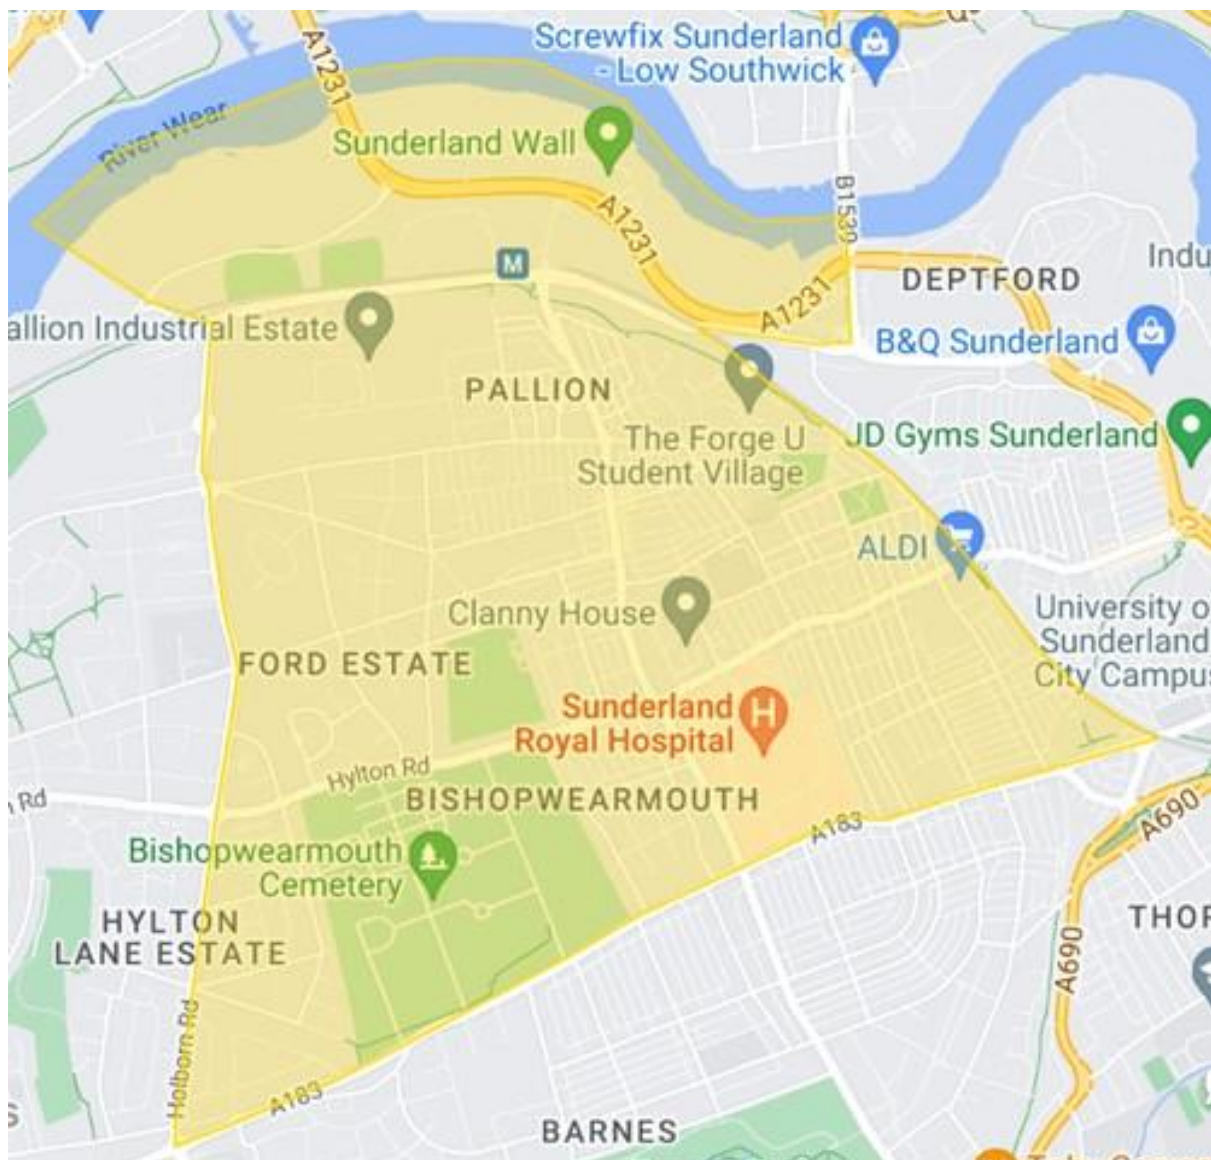 A1231
Screwfix Sunderland
- Low Southwick
River Wear
Sunderland Wall
B1539
A1231
M
DEPTFORD
Indu
A1231
allion Industrial Estate
B&Q Sunderland
PALLION
The Forge U
Student Village
JD Gyms Sunderland
ALDI
Clanny House
University o
Sunderland
City Campus
FORD ESTATE
Sunderland
Royal Hospital
H
Hylton Rd
Rd
BISHOPWEARMOUTH
A183
A690
Bishopwearmouth
Cemetery
HYLTON
LANE ESTATE
THOR
A690
Holborn Rd
A183
BARNES